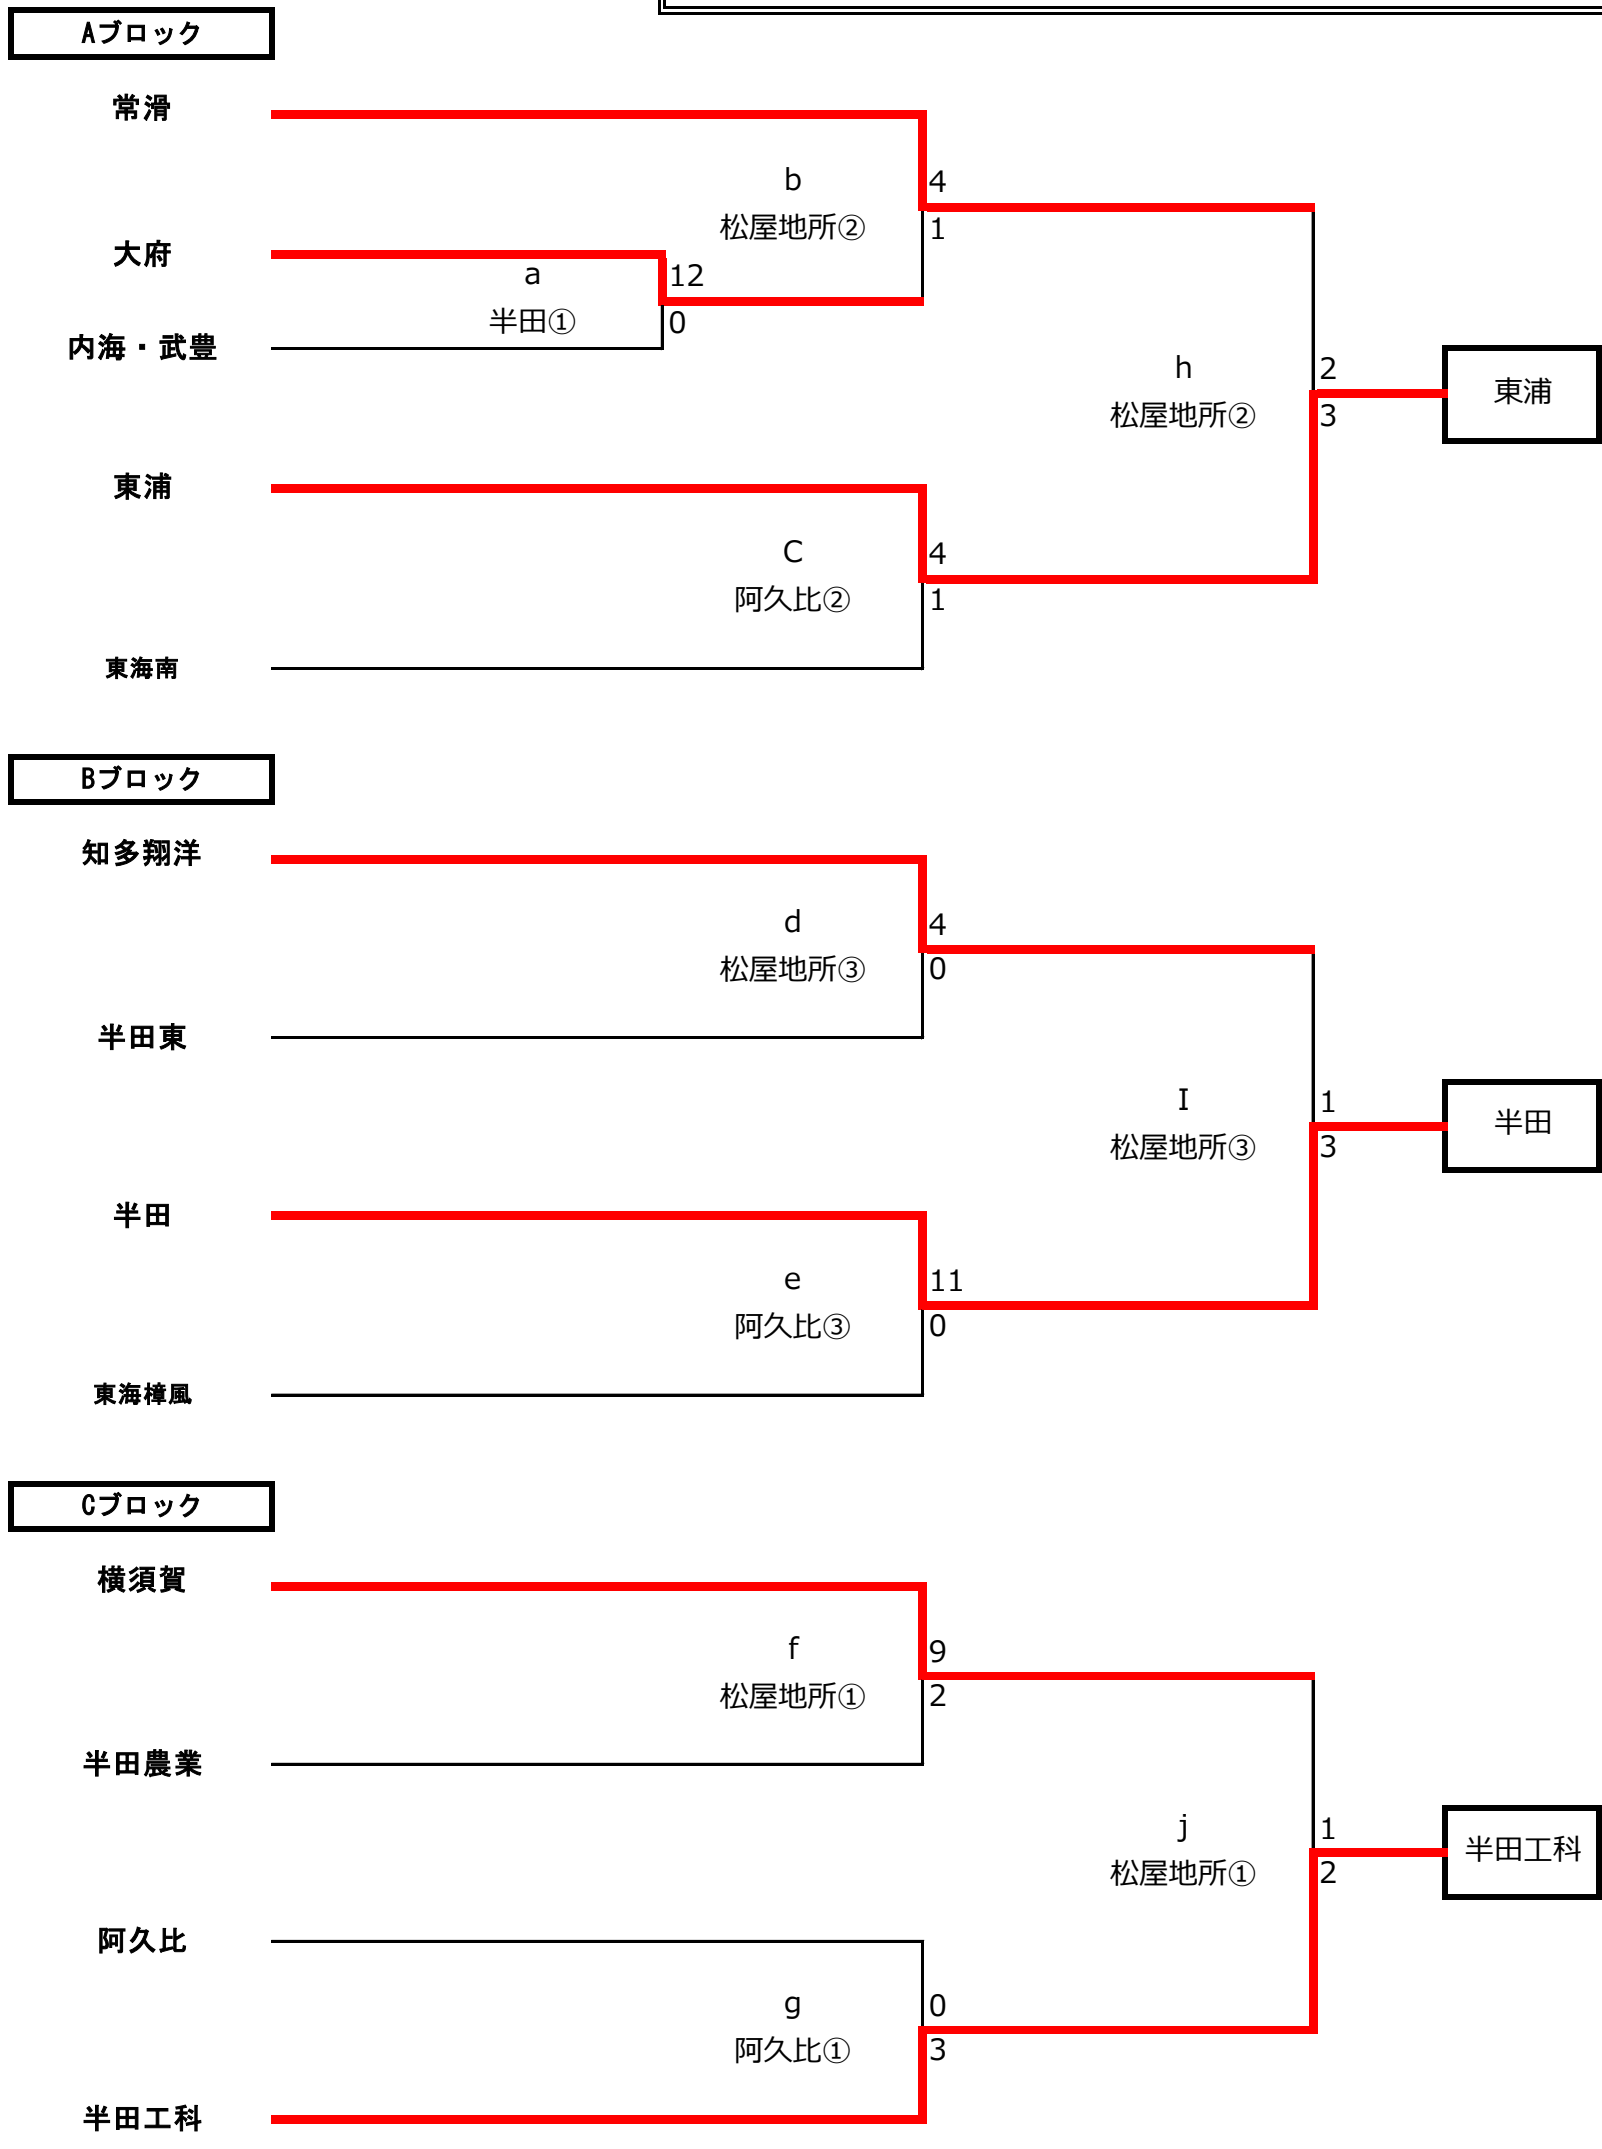 Aブロック
常滑
b
4
松屋地所②
1
大府
a
12
半田①
0
内海・武豊
h
2
東浦
松屋地所②
3
東浦
C
4
阿久比②
1
東海南
Bブロック
知多翔洋
d
4
松屋地所③
0
半田東
I
1
半田
松屋地所③
3
半田
e
11
阿久比③
0
東海樟風
Cブロック
横須賀
f
9
松屋地所①
2
半田農業
j
1
半田工科
松屋地所①
2
阿久比
g
0
阿久比①
3
半田工科